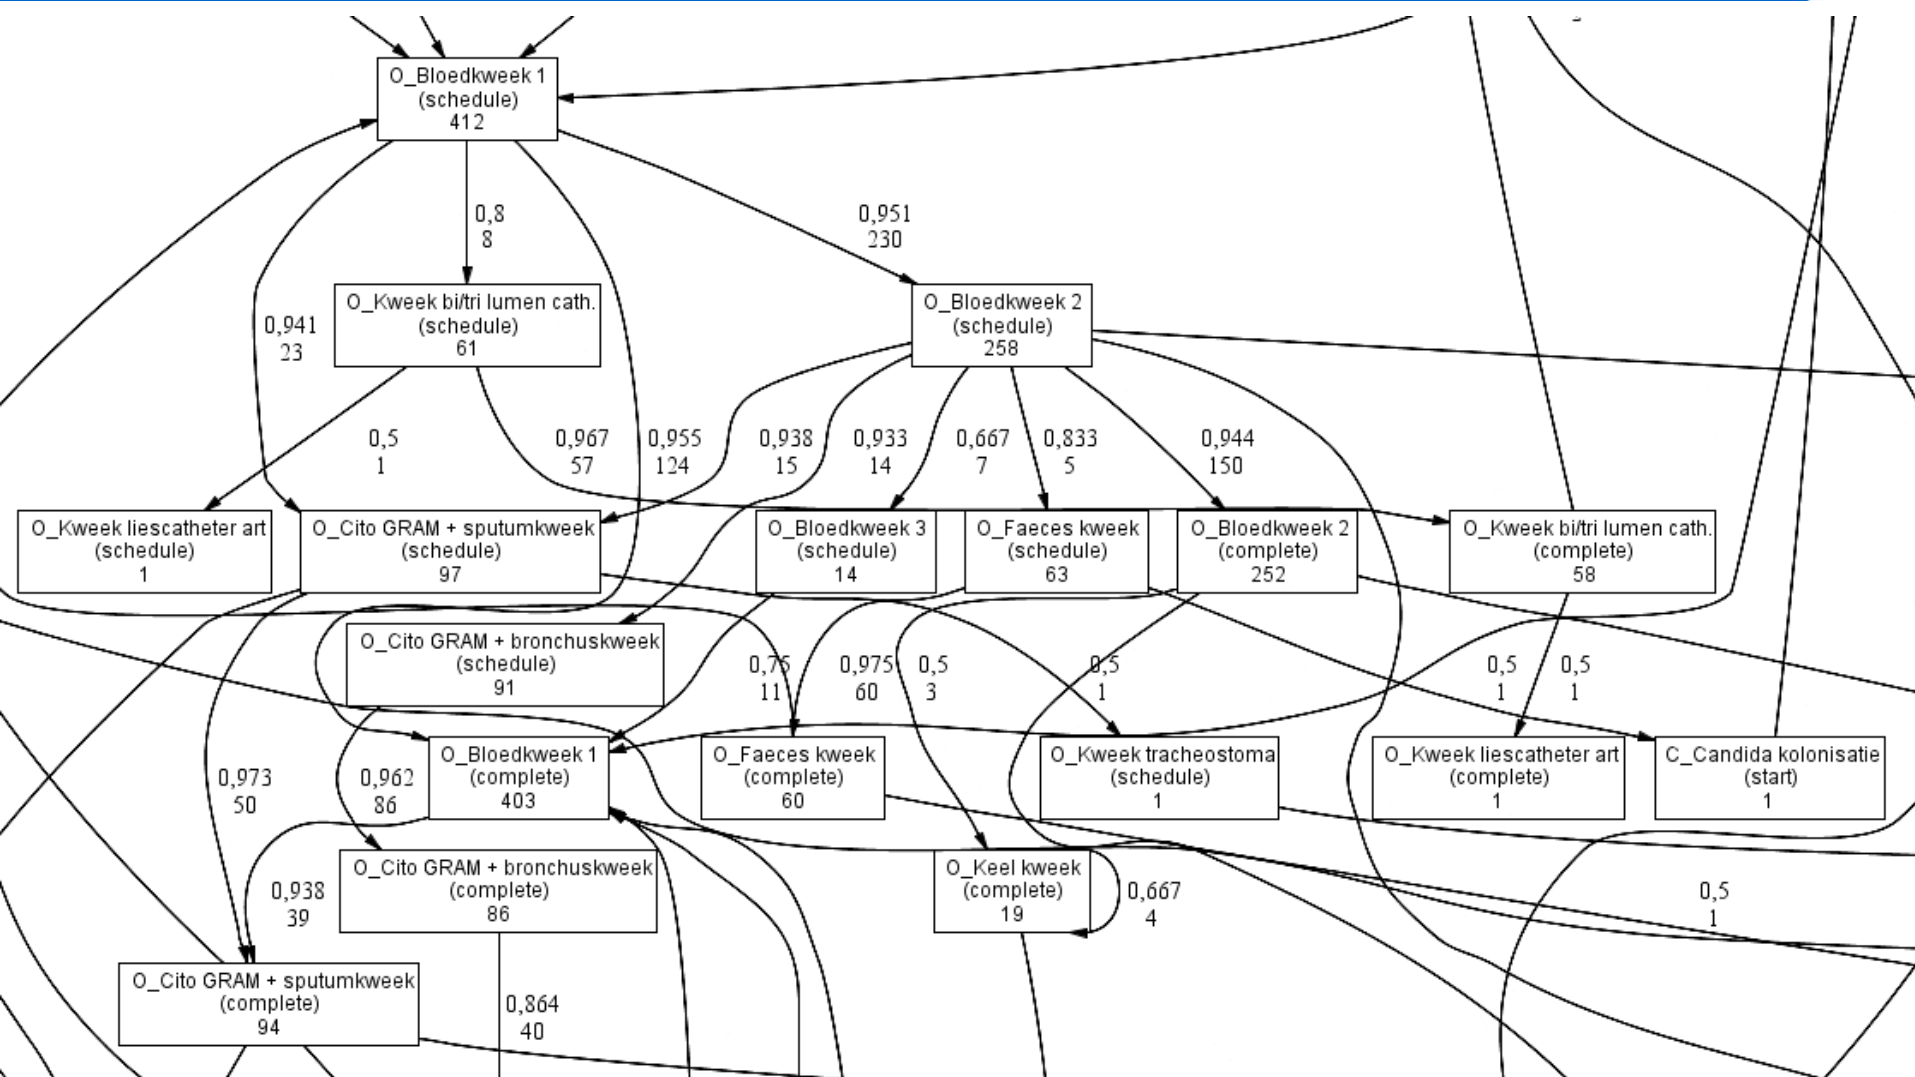 O_Bloedkweek 1
(schedule)
412
0,8
8
0,951
230
0,941
23
O_Kweek bi/tri lumen cath.
(schedule)
61
O_Bloedkweek 2
(schedule)
258
0,5
1
0,967
57
0,955
124
0,938
15
0,933
14
0,667
7
0,833
5
0,944
150
O_Kweek liescatheter art
(schedule)
1
O_Cito GRAM + sputumkweek
(schedule)
97
O_Bloedkweek 3
(schedule)
14
O_Faeces kweek
(schedule)
63
O_Bloedkweek 2
(complete)
252
O_Kweek bi/tri lumen cath.
(complete)
58
O_Cito GRAM + bronchuskweek
(schedule)
91
0,75
11
0,975
60
0,5
3
0,5
1
0,5
1
0,5
1
0,973
50
0,962
86
O_Bloedkweek 1
(complete)
403
O_Faeces kweek
(complete)
60
O_Kweek tracheostoma
(schedule)
1
O_Kweek liescatheter art
(complete)
1
C_Candida kolonisatie
(start)
1
0,938
39
O_Cito GRAM + bronchuskweek
(complete)
86
O_Keel kweek
(complete)
19
0,667
4
0,5
1
O_Cito GRAM + sputumkweek
(complete)
94
0,864
40